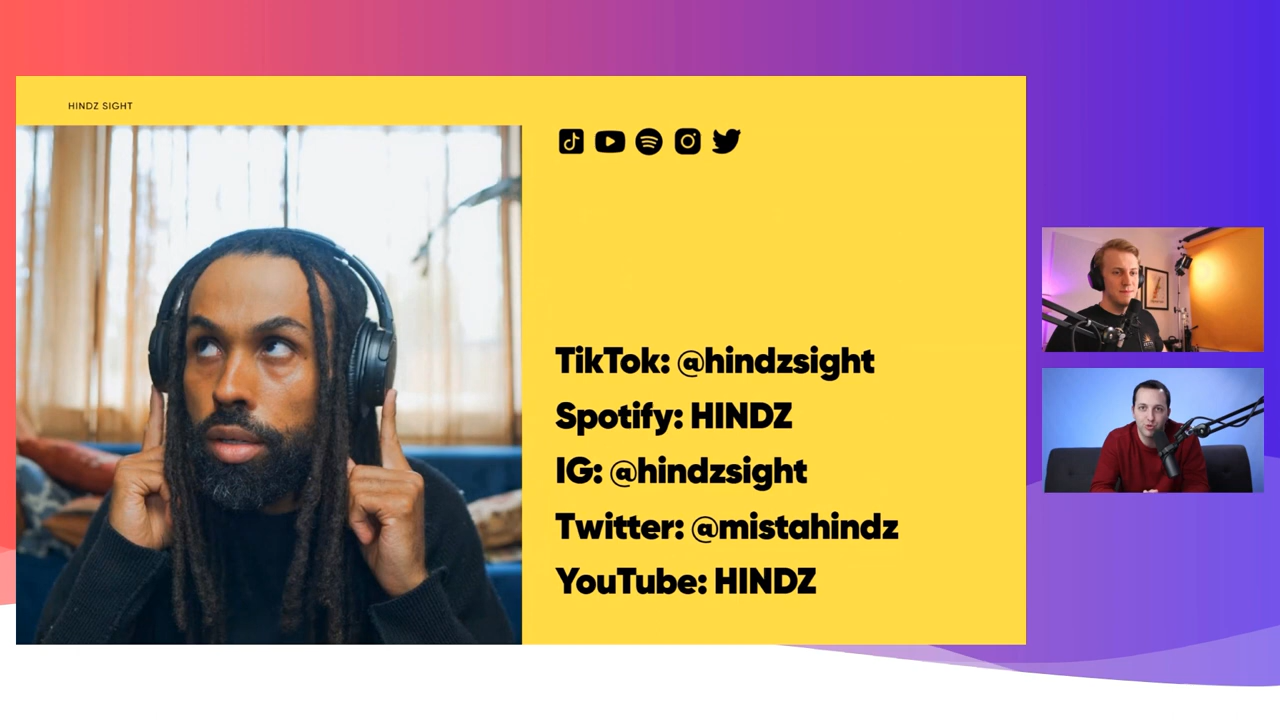 HINDZ SIGHT
TikTok: @hindzsight
Spotify: HINDZ
IG: @hindzsight
Twitter: @mistahindz
YouTube: HINDZ